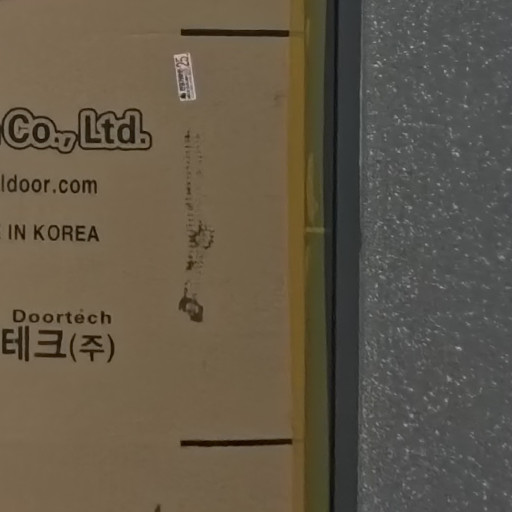 Co., Ltd.
ldoor.com
IN KOREA
Doortech
테크(주)